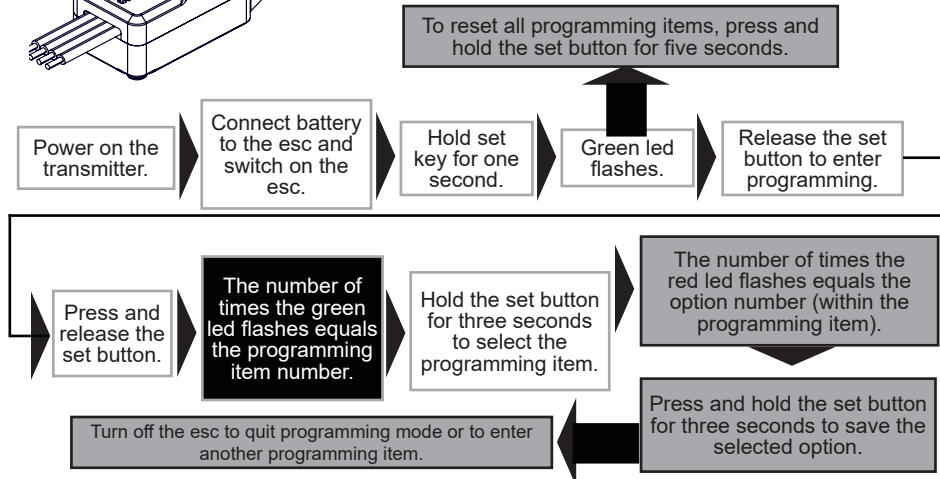 To reset all programming items, press and
hold the set button for five seconds.
Power on the
transmitter.
Connect battery
to the esc and
switch on the
esc.
Hold set
key for one
second.
Green led
flashes.
Release the set
button to enter
programming.
Press and
release the
set button.
The number of
times the green
led flashes equals
the programming
item number.
Hold the set button
for three seconds
to select the
programming item.
The number of times the
red led flashes equals the
option number (within the
programming item).
Press and hold the set button
for three seconds to save the
selected option.
Turn off the esc to quit programming mode or to enter
another programming item.